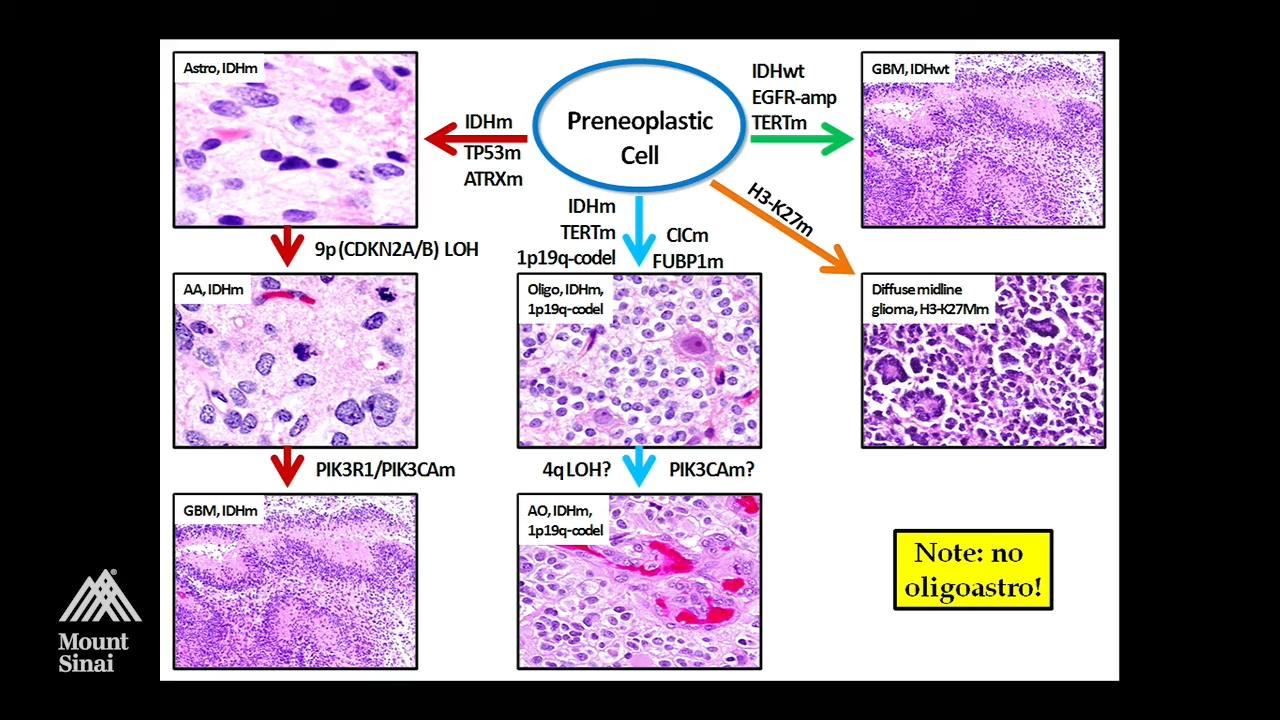 Astro, IDHm
IDHm
TP53m
ATRXm
Preneoplastic
Cell
IDHwt
EGFR-amp
TERTm
GBM, IDHwt
9p (CDKN2A/B) LOH
IDHm
TERTm
1p19q-codel
CICm
FUBP1m
H3-K27m
AA, IDHm
Oligo, IDHm,
1p19q-codel
Diffuse midline
glioma, H3-K27Mm
PIK3R1/PIK3CAm
4q LOH?
PIK3CAm?
GBM, IDHm
AO, IDHm,
1p19q-codel
Note: no
oligoastro!
Mount
Sinai
®